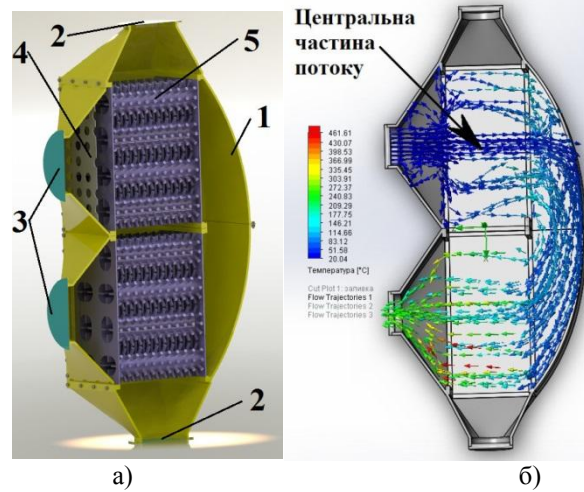 2
5
4
1
3
2
Центральна
частина
потоку
461.61
430.07
398.53
366.99
335.45
303.91
272.37
240.83
209.29
177.75
146.21
114.66
83.12
51.58
20.04
Температура [°C]
Cut Plot 1: заливка
Flow Trajectories 1
Flow Trajectories 2
Flow Trajectories 3
а)
б)